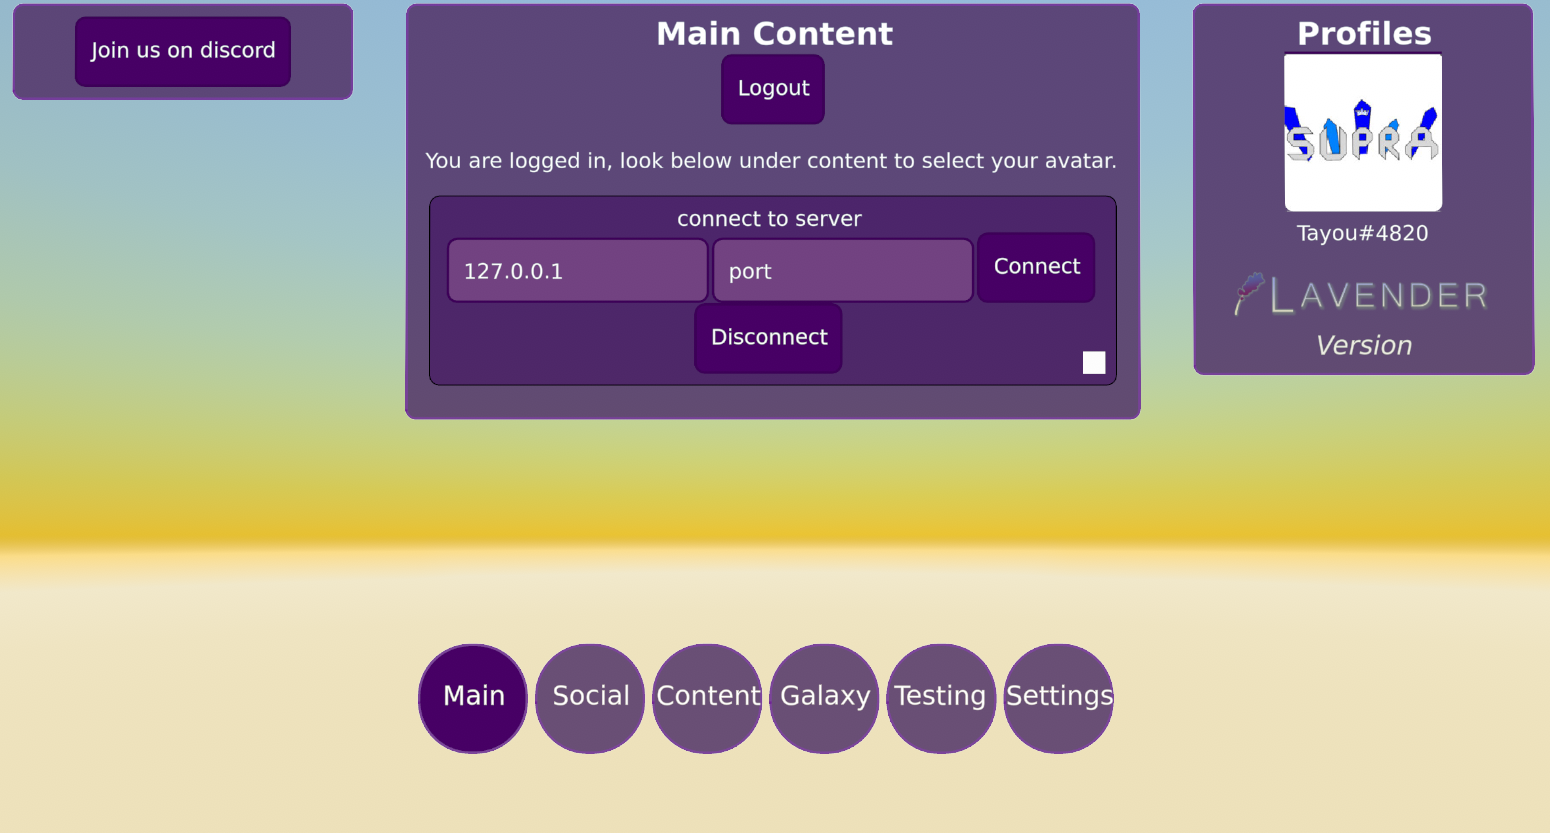 Join us on discord
Main Content
Logout
You are logged in, look below under content to select your avatar.
connect to server
127.0.0.1
port
Connect
Disconnect
Profiles
SUPRA
Tayou#4820
LAVENDER
Version
Main
Social
Content
Galaxy
Testing
Settings